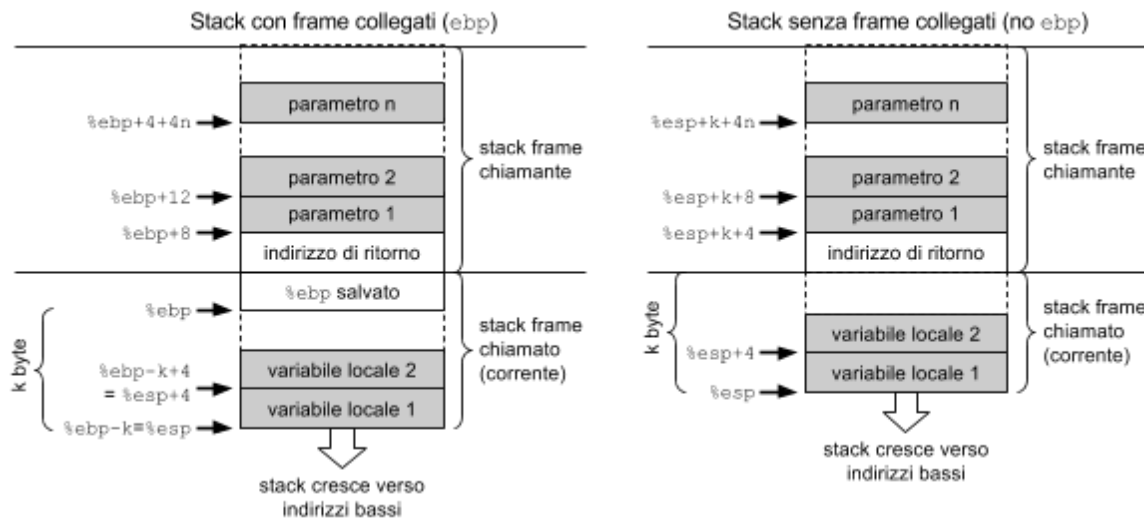 Stack con frame collegati (ebp)
parametro n
%ebp+4+4n
parametro 2
%ebp+12
parametro 1
%ebp+8
indirizzo di ritorno
stack frame
chiamante
%ebp salvato
%ebp
k byte
variabile locale 2
%ebp-k+4
= %esp+4
variabile locale 1
%ebp-k=%esp
stack frame
chiamato
(corrente)
stack cresce verso
indirizzi bassi
Stack senza frame collegati (no ebp)
parametro n
%esp+k+4n
parametro 2
%esp+k+8
parametro 1
%esp+k+4
indirizzo di ritorno
stack frame
chiamante
k byte
variabile locale 2
%esp+4
variabile locale 1
%esp
stack frame
chiamato
(corrente)
stack cresce verso
indirizzi bassi